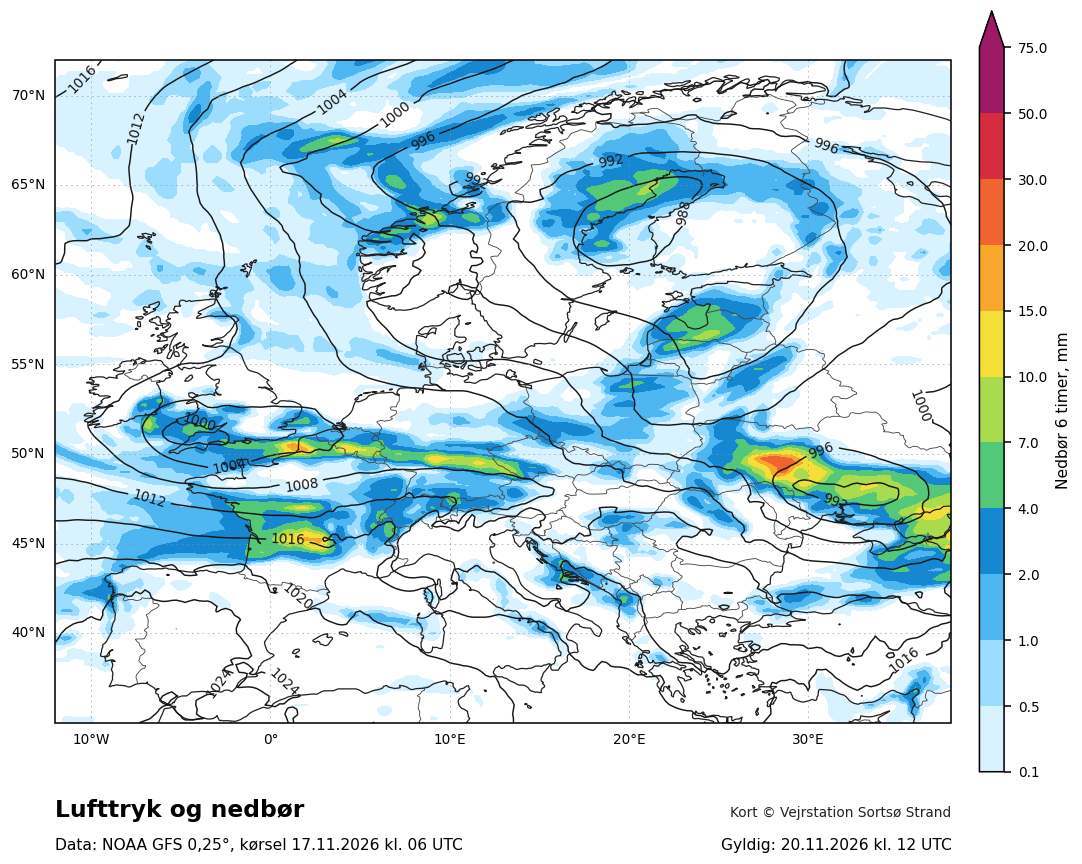 1016
1012
1004
1000
996
992
996
992
988
70°N
65°N
60°N
55°N
50°N
45°N
40°N
1000
1004
1008
1012
1016
1020
1024
1000
996
992
1016
10°W
0°
10°E
20°E
30°E
75.0
50.0
30.0
20.0
15.0
10.0
7.0
4.0
2.0
1.0
0.5
0.1
Nedbør 6 timer, mm
Lufttryk og nedbør
Kort © Vejrstation Sortsø Strand
Data: NOAA GFS 0,25°, kørsel 17.11.2026 kl. 06 UTC
Gyldig: 20.11.2026 kl. 12 UTC